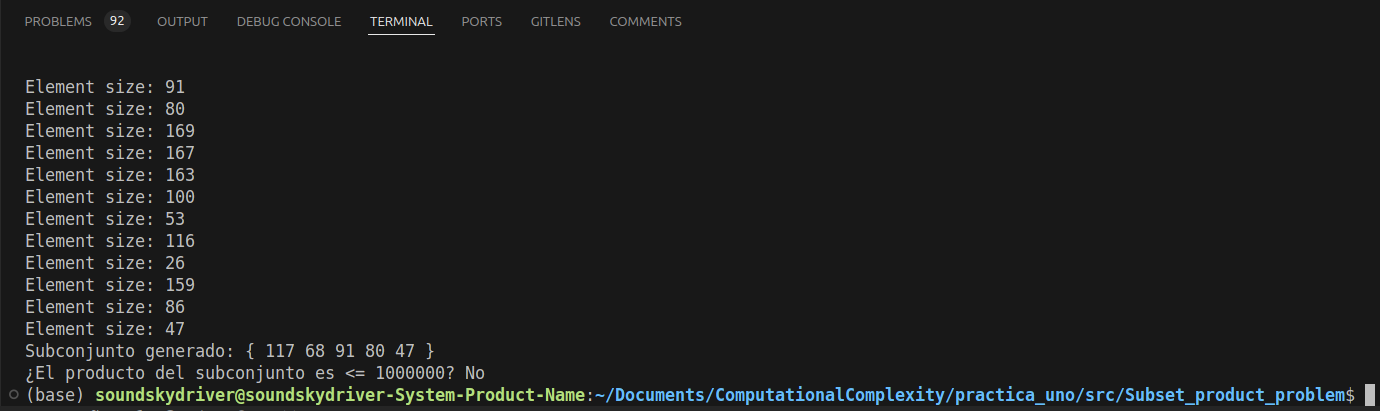 PROBLEMS 92 OUTPUT DEBUG CONSOLE TERMINAL PORTS GITLENS COMMENTS
Element size: 91
Element size: 80
Element size: 169
Element size: 167
Element size: 163
Element size: 100
Element size: 53
Element size: 116
Element size: 26
Element size: 159
Element size: 86
Element size: 47
Subconjunto generado: { 117 68 91 80 47 }
¿El producto del subconjunto es <= 1000000? No
(base) soundskydriver@soundskydriver-System-Product-Name:~/Documents/ComputationalComplexity/practica_uno/src/Subset_product_problem$